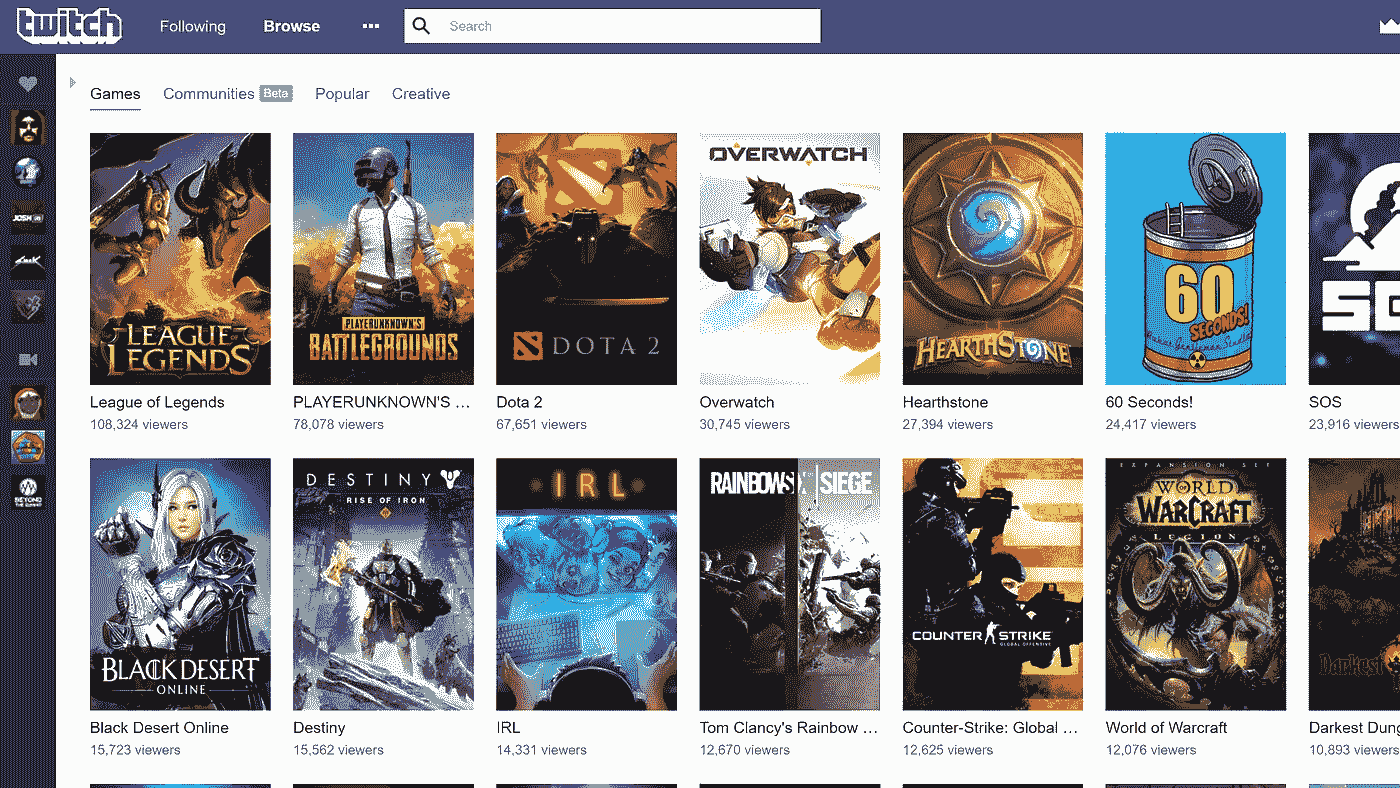 twitch Following Browse Search
Games Communities Beta Popular Creative
LEAGUE OF LEGENDS
PLAYERUNKNOWN'S
BATTLEGROUNDS
DOTA 2
OVERWATCH
HEARTHSTONE
60
SECONDS!
League of Legends
108,324 viewers
PLAYERUNKNOWN'S ...
78,078 viewers
Dota 2
67,651 viewers
Overwatch
30,745 viewers
Hearthstone
27,394 viewers
60 Seconds!
24,417 viewers
SOS
23,916 viewers
BLACK DESERT
ONLINE
DESTINY
RISE OF IRON
IRL
RAINBOW SIX SIEGE
COUNTER STRIKE
GLOBAL OFFENSIVE
EXPANSION SET
WORLD
WARCRAFT
LEGION
Darkest
Black Desert Online
15,723 viewers
Destiny
15,562 viewers
IRL
14,331 viewers
Tom Clancy's Rainbow ...
12,670 viewers
Counter-Strike: Global ...
12,625 viewers
World of Warcraft
12,076 viewers
Darkest Dung
10,893 viewers